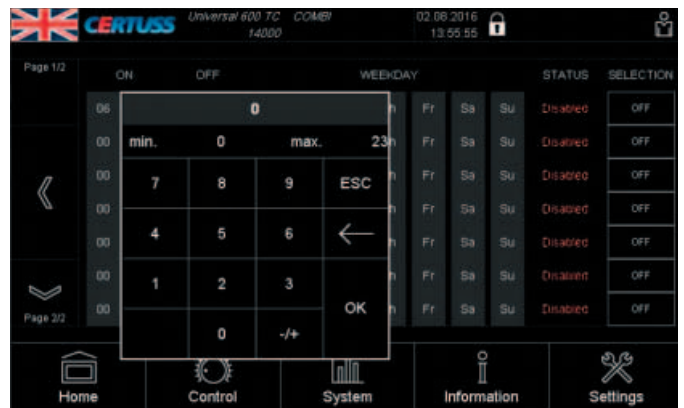 CERTUSS Universal 600 TC COMBI 02.08.2016
14000 13:55:55
Page 1/2 ON OFF WEEKDAY STATUS SELECTION
06 0 h Fr Sa Su Disabled OFF
00 min. 0 max. 23h Fr Sa Su Disabled OFF
00 7 8 9 ESC h Fr Sa Su Disabled OFF
00 h Fr Sa Su Disabled OFF
00 4 5 6 h Fr Sa Su Disabled OFF
00 1 2 3 h Fr Sa Su Disabled OFF
Page 2/2 00 OK h Fr Sa Su Disabled OFF
0 -/+
Home Control System Information Settings